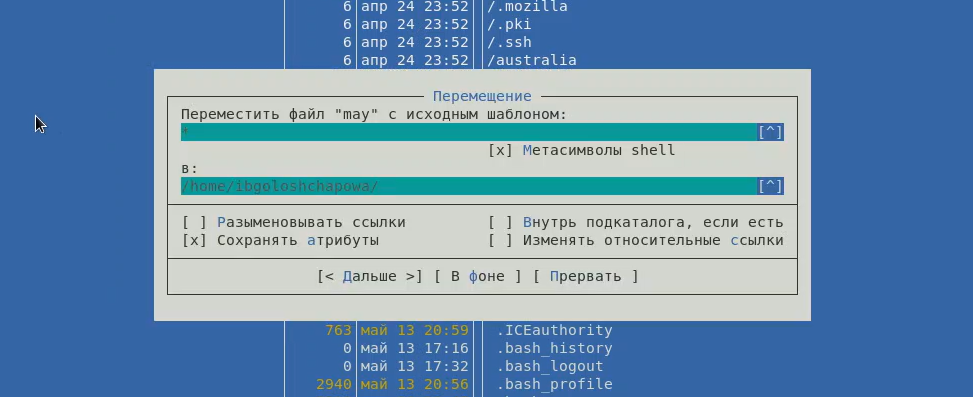 6 апр 24 23:52 /.mozilla
6 апр 24 23:52 /.pki
6 апр 24 23:52 /.ssh
6 апр 24 23:52 /australia
Перемещение
Переместить файл "may" с исходным шаблоном:
* [^]
[x] Метасимволы shell
в:
/home/ibgoloshchapowa/ [^]
[ ] Разыменовывать ссылки [ ] Внутрь подкаталога, если есть
[x] Сохранять атрибуты [ ] Изменять относительные ссылки
[< Дальше >] [ В фоне ] [ Прервать ]
763 май 13 20:59 .ICEauthority
0 май 13 17:16 .bash_history
0 май 13 17:32 .bash_logout
2940 май 13 20:56 .bash_profile